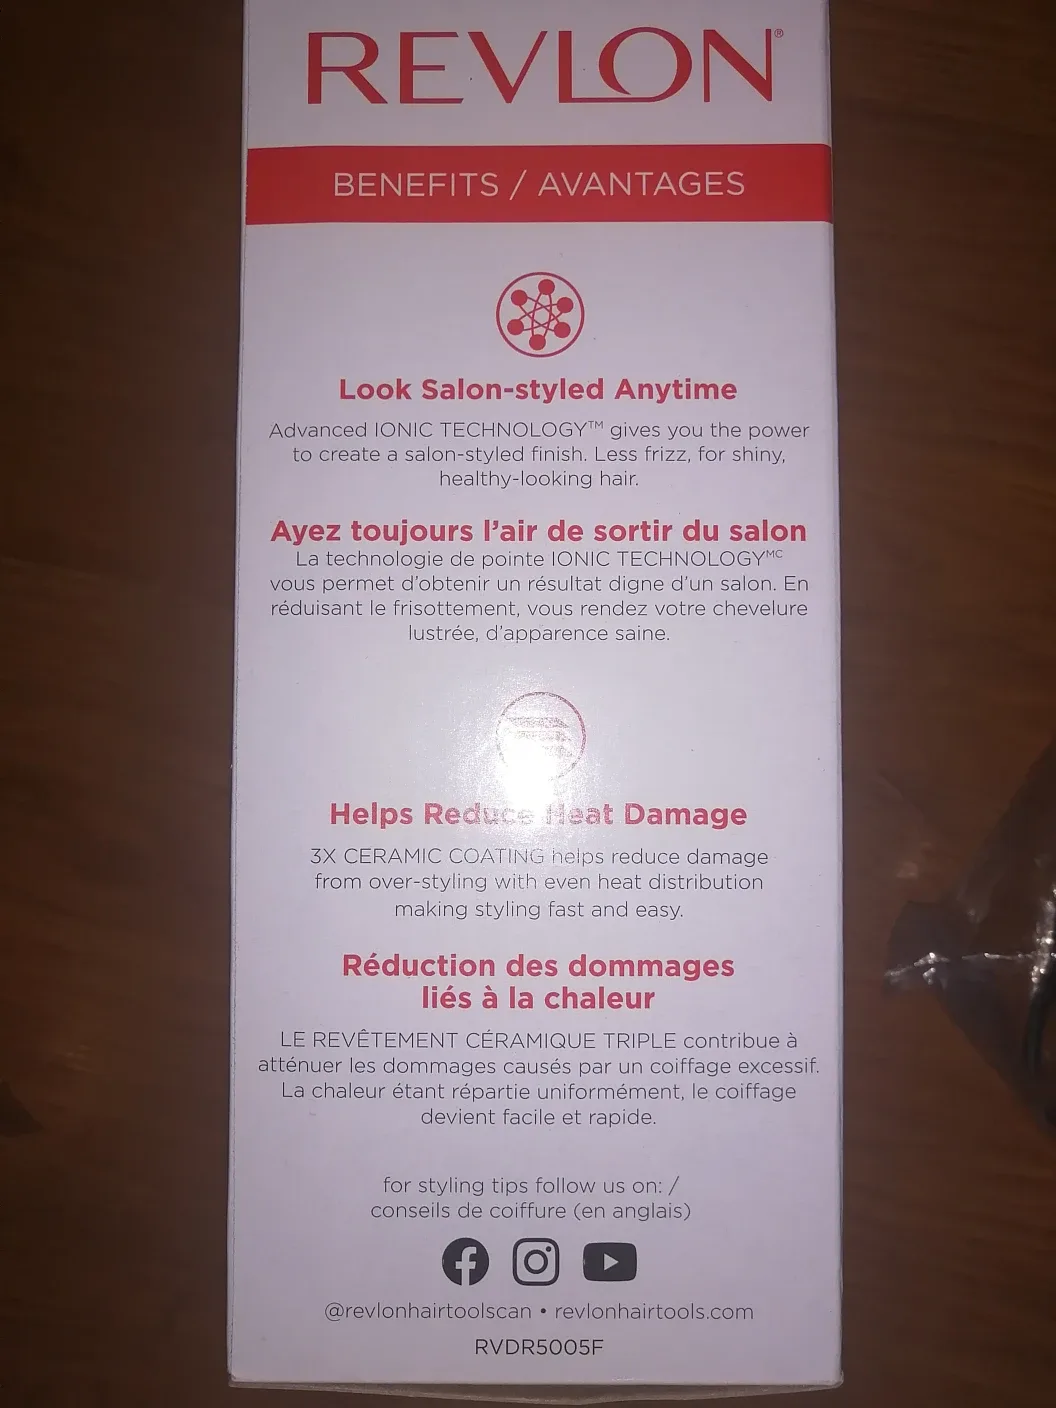 REVLON®
BENEFITS / AVANTAGES
Look Salon-styled Anytime
Advanced IONIC TECHNOLOGY™ gives you the power
to create a salon-styled finish. Less frizz, for shiny,
healthy-looking hair.
Ayez toujours l'air de sortir du salon
La technologie de pointe IONIC TECHNOLOGYᴹᶜ
vous permet d'obtenir un résultat digne d'un salon. En
réduisant le frisottement, vous rendez votre chevelure
lustrée, d'apparence saine.
Helps Reduce Heat Damage
3X CERAMIC COATING helps reduce damage
from over-styling with even heat distribution
making styling fast and easy.
Réduction des dommages
liés à la chaleur
LE REVÊTEMENT CÉRAMIQUE TRIPLE contribue à
atténuer les dommages causés par un coiffage excessif.
La chaleur étant répartie uniformément, le coiffage
devient facile et rapide.
for styling tips follow us on: /
conseils de coiffure (en anglais)
@revlonhairtoolscan • revlonhairtools.com
RVDR5005F